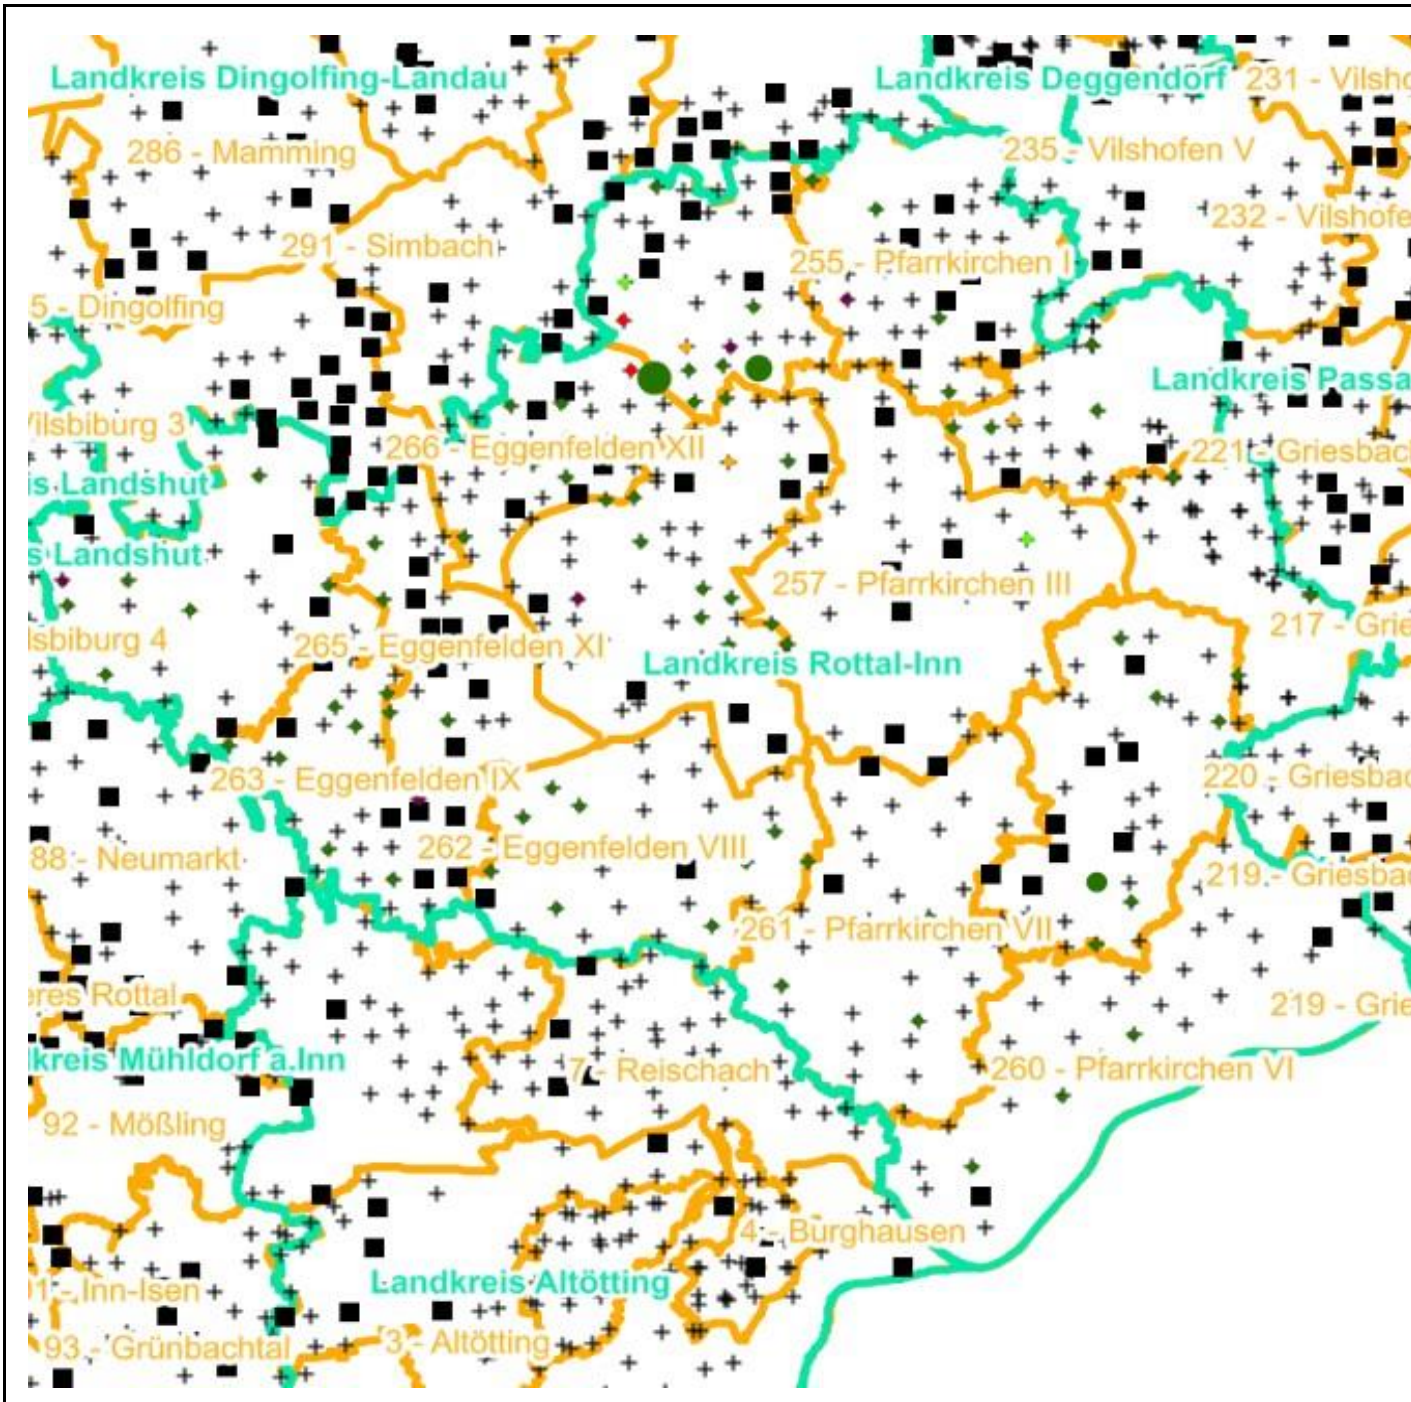 Landkreis Dingolfing-Landau
Landkreis Deggendorf
231 - Vilsho
286 - Mamming
235 - Vilshofen V
232 - Vilshofe
291 - Simbach
255 - Pfarrkirchen I
5 - Dingolfing
Landkreis Passa
Vilsbiburg 3
266 - Eggenfelden XII
221 - Griesbach
is Landshut
s Landshut
257 - Pfarrkirchen III
217 - Grie
lsbiburg 4
265 - Eggenfelden XI
Landkreis Rottal-Inn
263 - Eggenfelden IX
220 - Griesbac
88 - Neumarkt
262 - Eggenfelden VIII
219 - Griesbac
261 - Pfarrkirchen VII
eres Rottal
219 - Grie
lkreis Mühldorf a.Inn
7 - Reischach
260 - Pfarrkirchen VI
92 - Mößling
4 - Burghausen
01 - Inn-Isen
Landkreis Altötting
93 - Grünbachtal
3 - Altötting